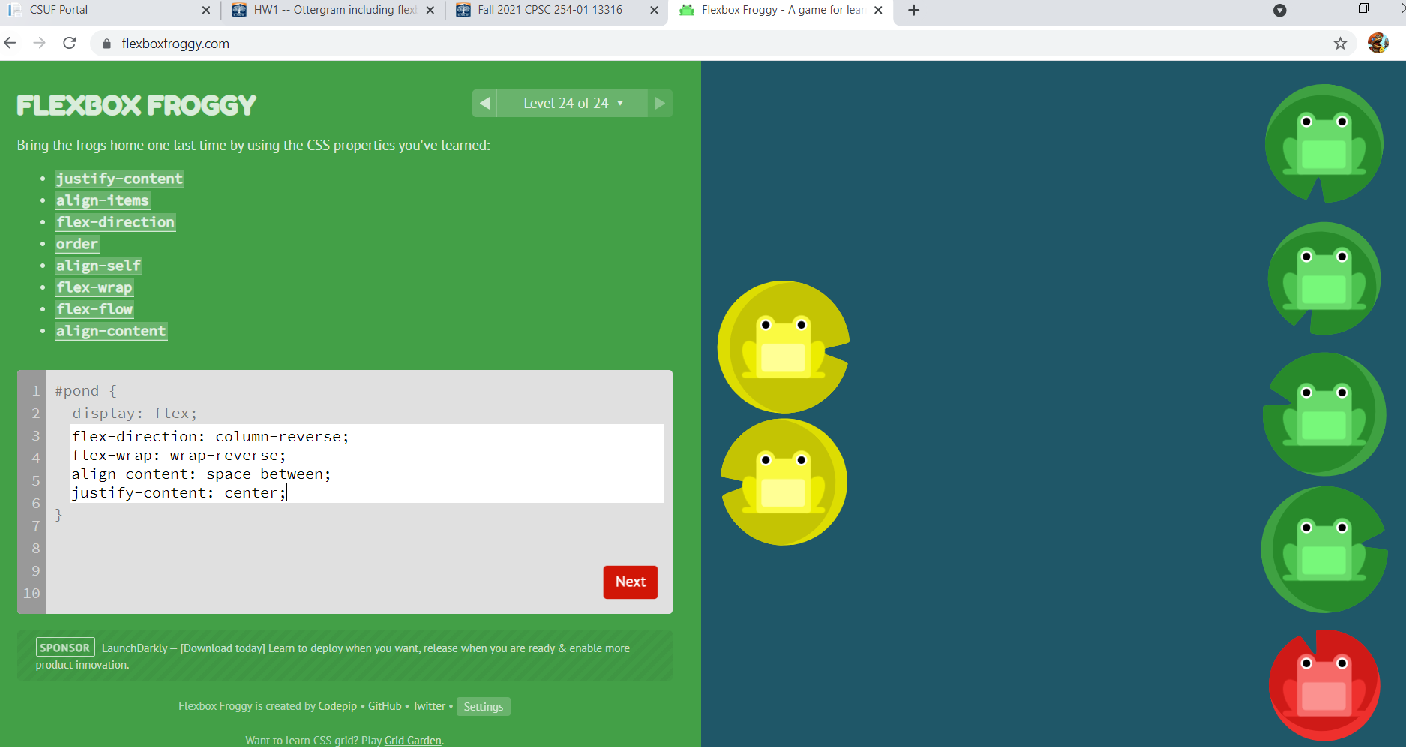 CSUF Portal
HW1 -- Ottergram including flexb
Fall 2021 CPSC 254-01 13316
Flexbox Froggy - A game for lear
flexboxfroggy.com
FLEXBOX FROGGY
Level 24 of 24
Bring the frogs home one last time by using the CSS properties you've learned:
• justify-content
• align-items
• flex-direction
• order
• align-self
• flex-wrap
• flex-flow
• align-content
1 #pond {
2 display: flex;
3 flex-direction: column-reverse;
4 flex-wrap: wrap-reverse;
5 align-content: space-between;
6 justify-content: center;
7 }
8
9
10
Next
SPONSOR LaunchDarkly — [Download today] Learn to deploy when you want, release when you are ready & enable more
product innovation.
Flexbox Froggy is created by Codepip • GitHub • Twitter • Settings
Want to learn CSS grid? Play Grid Garden.